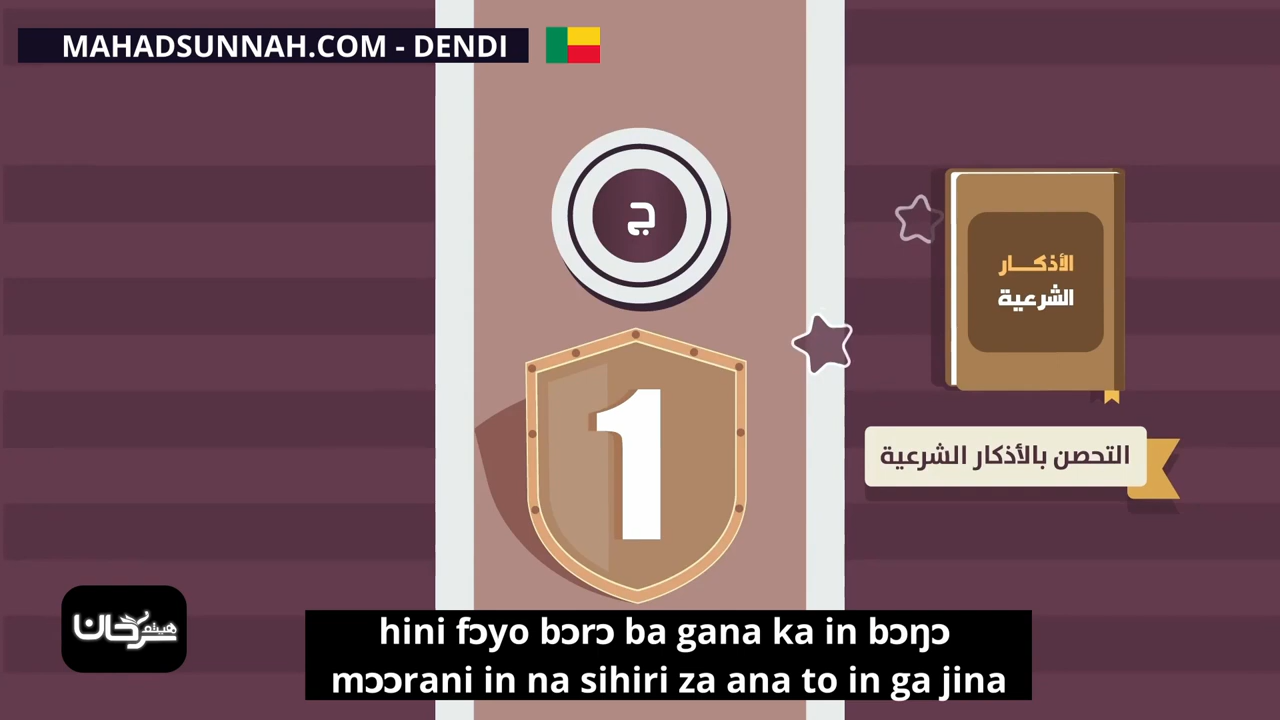 MAHADSUNNAH.COM - DENDI
ج
الأذكـــار
الشرعية
1
التحصن بالأذكار الشرعية
هيثم
سرحان
hini fɔyo bɔrɔ ba gana ka in bɔŋɔ
mɔɔrani in na sihiri za ana to in ga jina